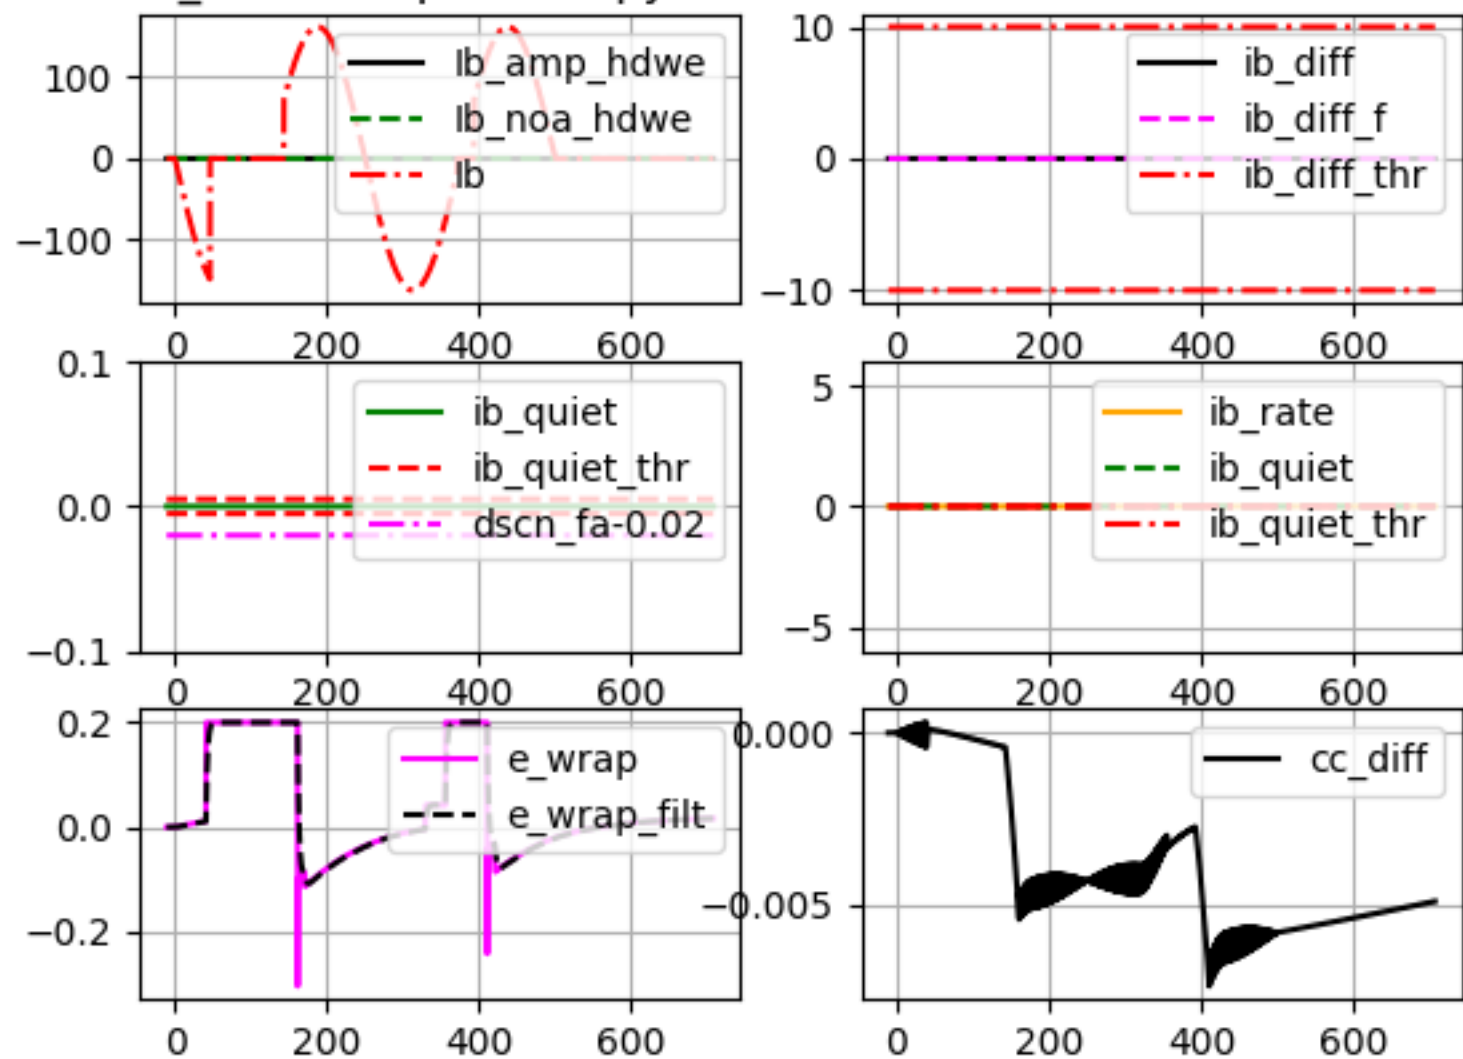 100
0
−100
Ib_amp_hdwe
Ib_noa_hdwe
Ib
0 200 400 600
10
0
−10
ib_diff
ib_diff_f
ib_diff_thr
0 200 400 600
0.1
0.0
−0.1
ib_quiet
ib_quiet_thr
dscn_fa-0.02
0 200 400 600
5
0
−5
ib_rate
ib_quiet
ib_quiet_thr
0 200 400 600
0.2
0.0
−0.2
e_wrap
e_wrap_filt
0 200 400 600
0.000
−0.005
cc_diff
0 200 400 600